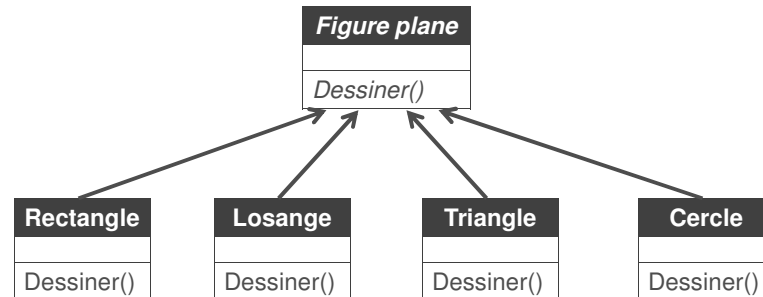 Figure plane
Dessiner()
Rectangle
Losange
Triangle
Cercle
Dessiner()
Dessiner()
Dessiner()
Dessiner()